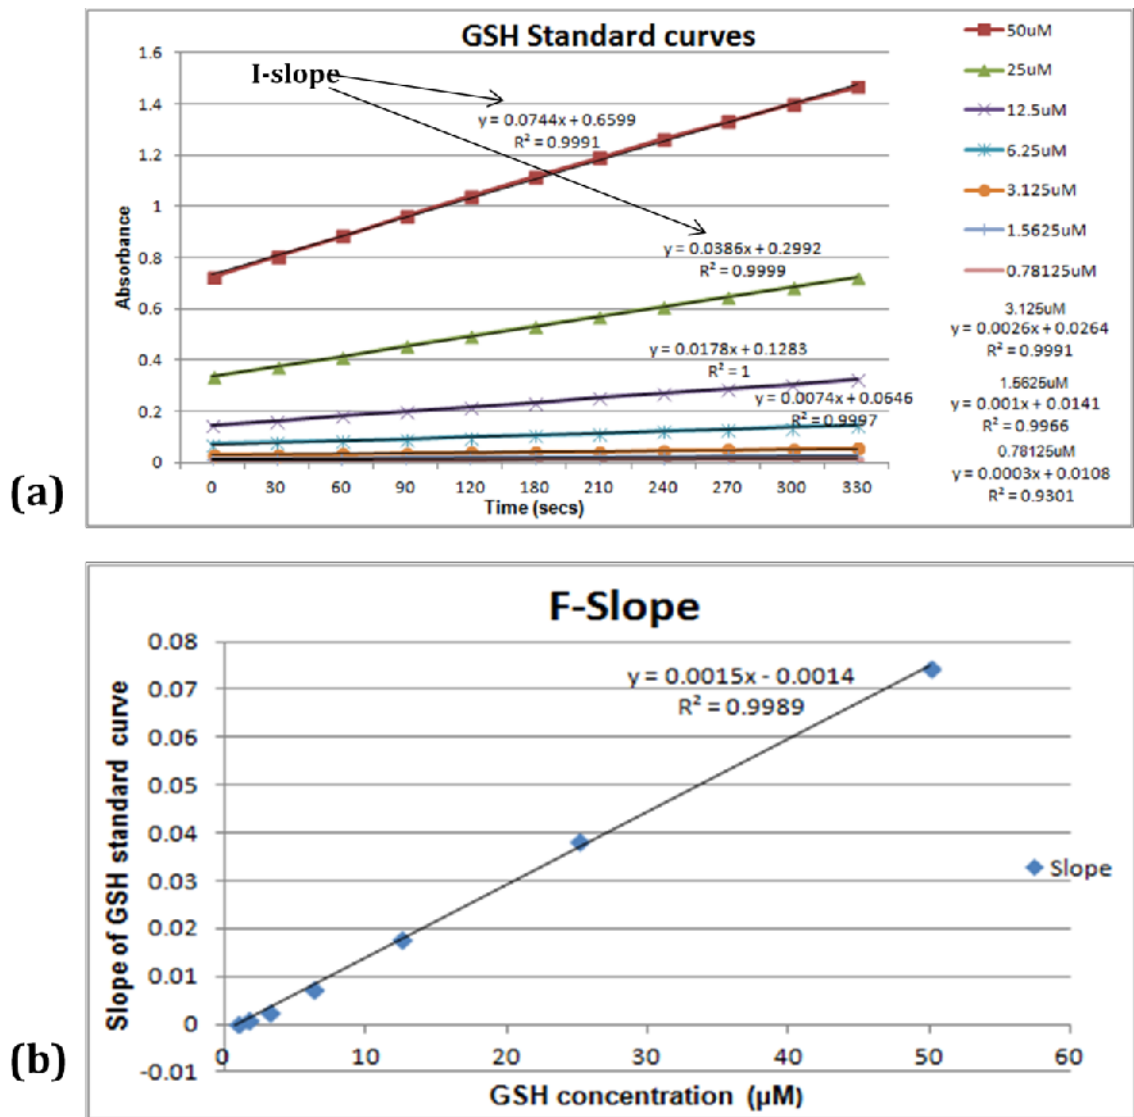 GSH Standard curves
I-slope
Absorbance
1.6
1.4
1.2
1
0.8
0.6
0.4
0.2
0
y = 0.0744x + 0.6599
R² = 0.9991
y = 0.0386x + 0.2992
R² = 0.9999
y = 0.0178x + 0.1283
R² = 1
y = 0.0074x + 0.0646
R² = 0.9997
0 30 60 90 120 180 210 240 270 300 330
Time (secs)
50uM
25uM
12.5uM
6.25uM
3.125uM
1.5625uM
0.78125uM
3.125uM
y = 0.0026x + 0.0264
R² = 0.9991
1.5625uM
y = 0.001x + 0.0141
R² = 0.9966
0.78125uM
y = 0.0003x + 0.0108
R² = 0.9301
(a)
F-Slope
Slope of GSH standard curve
0.08
0.07
0.06
0.05
0.04
0.03
0.02
0.01
0
-0.01
y = 0.0015x - 0.0014
R² = 0.9989
Slope
0 10 20 30 40 50 60
GSH concentration (µM)
(b)